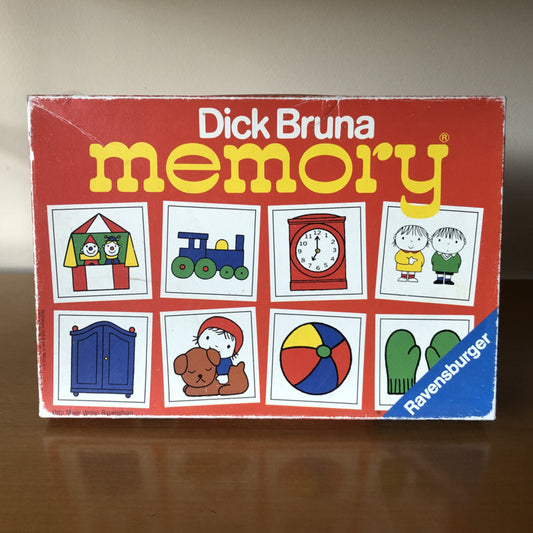 Dick Bruna
memory®
Ravensburger
Otto Maier Verlag Ravensburg